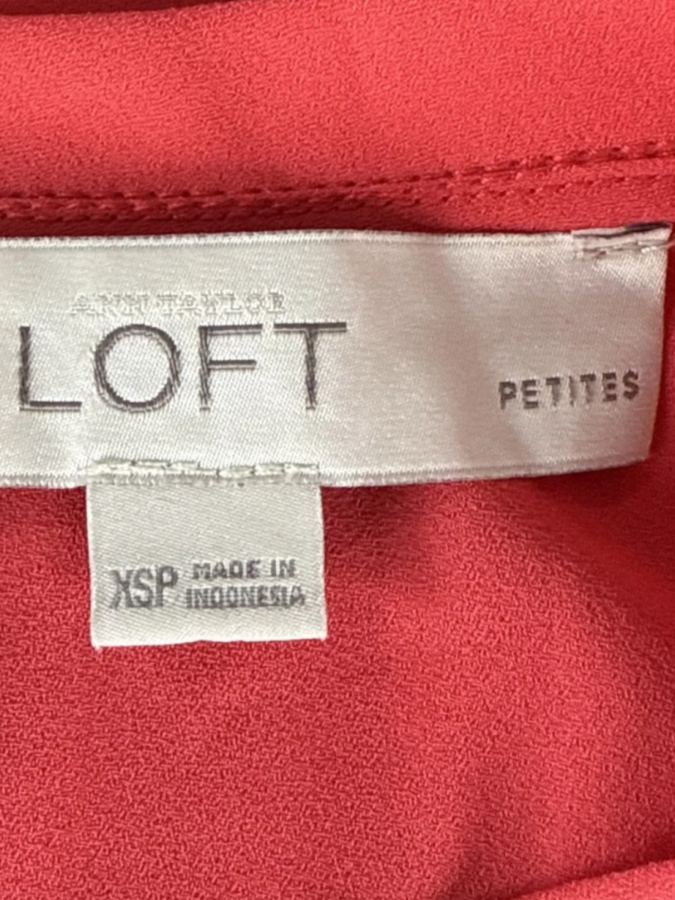 ANN TAYLOR
LOFT
PETITES
XSP MADE IN
INDONESIA